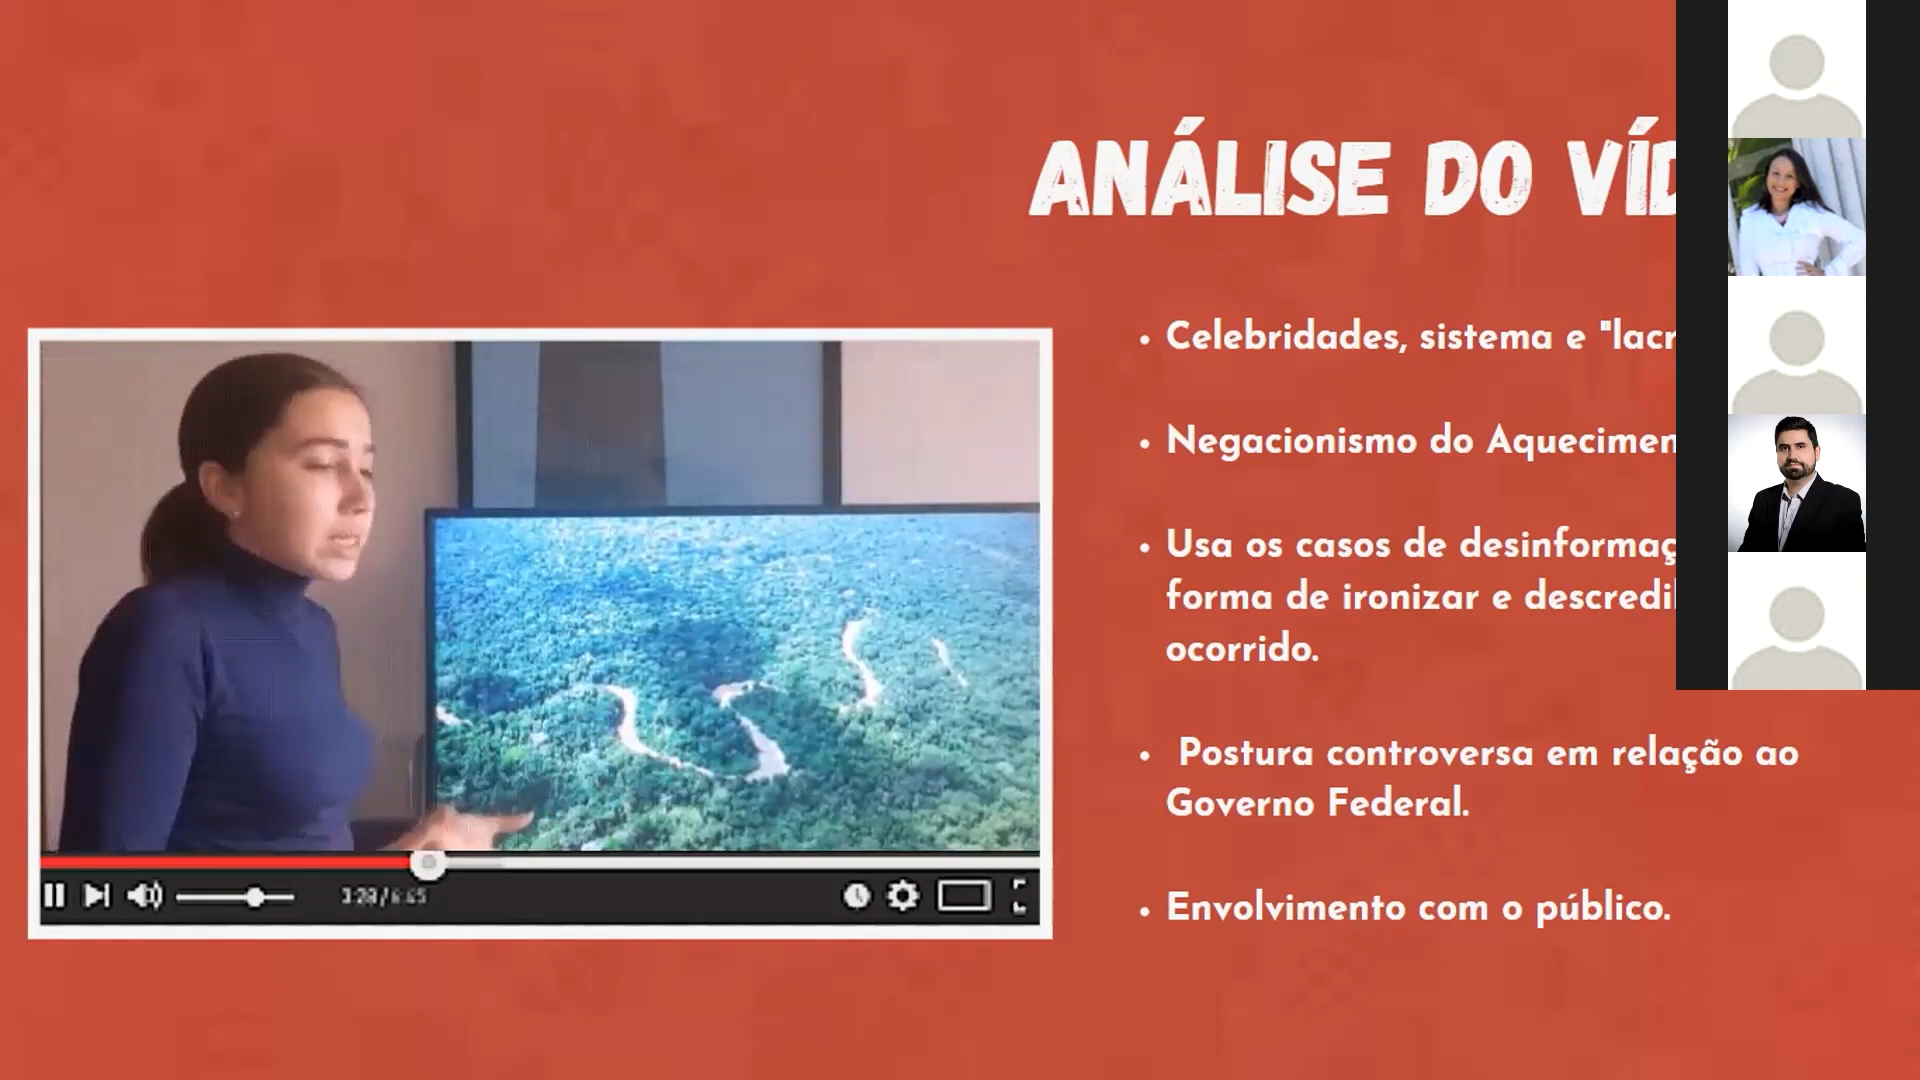 ANÁLISE DO VÍD
Celebridades, sistema e "lacr
Negacionismo do Aquecimen
Usa os casos de desinformaç
forma de ironizar e descredi
ocorrido.
Postura controversa em relação ao
Governo Federal.
Envolvimento com o público.